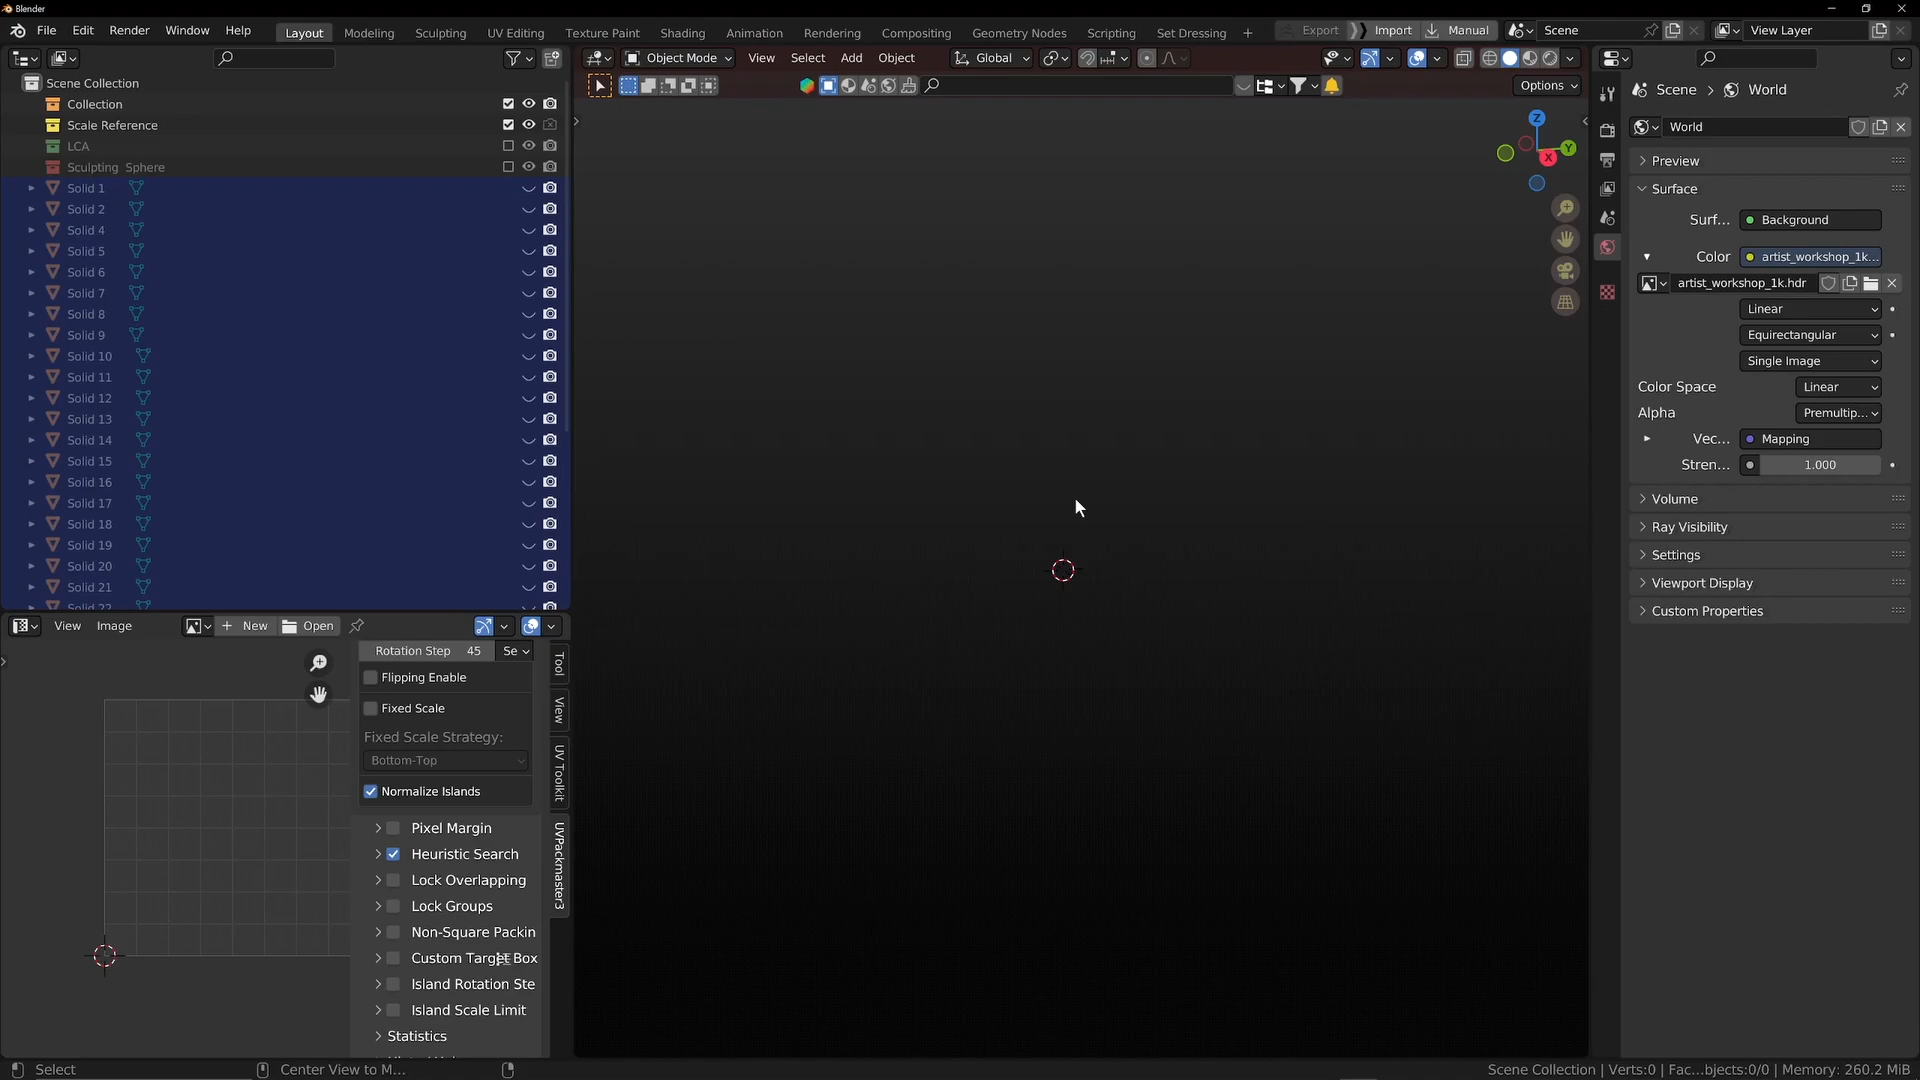 Blender
File Edit Render Window Help Layout Modeling Sculpting UV Editing Texture Paint Shading Animation Rendering Compositing Geometry Nodes Scripting Set Dressing + Export Import Manual Scene View Layer
Object Mode View Select Add Object Global
Options
Scene Collection
Collection
Scale Reference
LCA
Sculpting Sphere
Solid 1
Solid 2
Solid 4
Solid 5
Solid 6
Solid 7
Solid 8
Solid 9
Solid 10
Solid 11
Solid 12
Solid 13
Solid 14
Solid 15
Solid 16
Solid 17
Solid 18
Solid 19
Solid 20
Solid 21
Solid 22
Z
Y
X
View Image New Open
Rotation Step 45 Se
Flipping Enable
Fixed Scale
Fixed Scale Strategy:
Bottom-Top
Normalize Islands
Pixel Margin
Heuristic Search
Lock Overlapping
Lock Groups
Non-Square Packin
Custom Target Box
Island Rotation Ste
Island Scale Limit
Statistics
Tool
View
UV Toolkit
UVPackmaster3
Scene > World
World
Preview
Surface
Surf... Background
Color artist_workshop_1k...
artist_workshop_1k.hdr
Linear
Equirectangular
Single Image
Color Space Linear
Alpha Premultip...
Vec... Mapping
Stren... 1.000
Volume
Ray Visibility
Settings
Viewport Display
Custom Properties
Select Center View to M... Scene Collection | Verts:0 | Fac...bjects:0/0 | Memory: 260.2 MiB